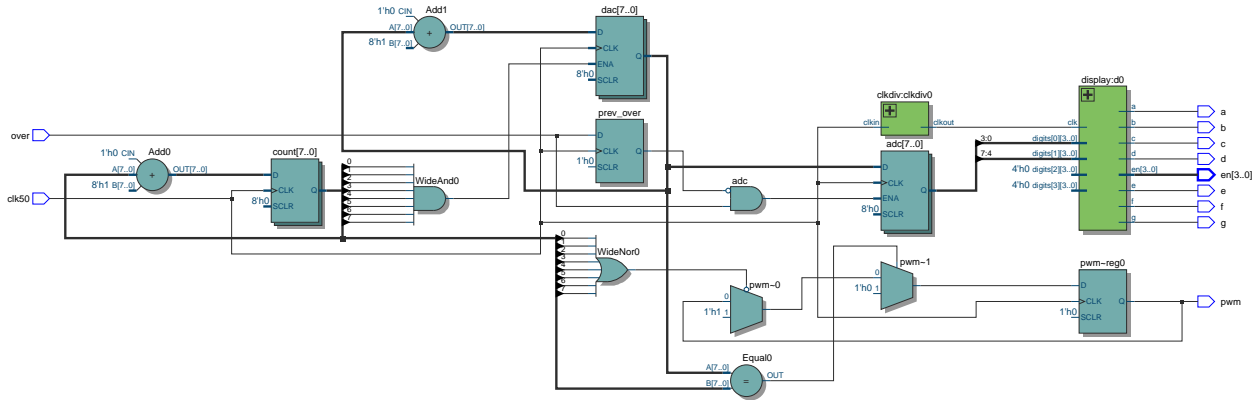 Add1
1'h0 CIN
A[7..0]
OUT[7..0]
+
8'h1 B[7..0]
dac[7..0]
D
CLK
Q
ENA
8'h0
SCLR
prev_over
D
CLK
Q
1'h0
SCLR
over
clk50
Add0
1'h0 CIN
A[7..0]
OUT[7..0]
+
8'h1 B[7..0]
count[7..0]
D
CLK
Q
8'h0
SCLR
0
1
2
3
4
5
6
7
WideAnd0
0
1
2
3
4
5
6
7
WideNor0
adc
clkdiv:clkdiv0
clkin
clkout
adc[7..0]
D
CLK
Q
ENA
8'h0
SCLR
3:0
7:4
display:d0
clk
digits[0][3..0]
digits[1][3..0]
4'h0 digits[2][3..0]
4'h0 digits[3][3..0]
a
b
c
d
en[3..0]
e
f
g
a
b
c
d
en[3..0]
e
f
g
pwm~0
0
1'h1 1
pwm~1
0
1'h0 1
pwm~reg0
D
CLK
Q
1'h0
SCLR
pwm
Equal0
A[7..0]
B[7..0]
=
OUT